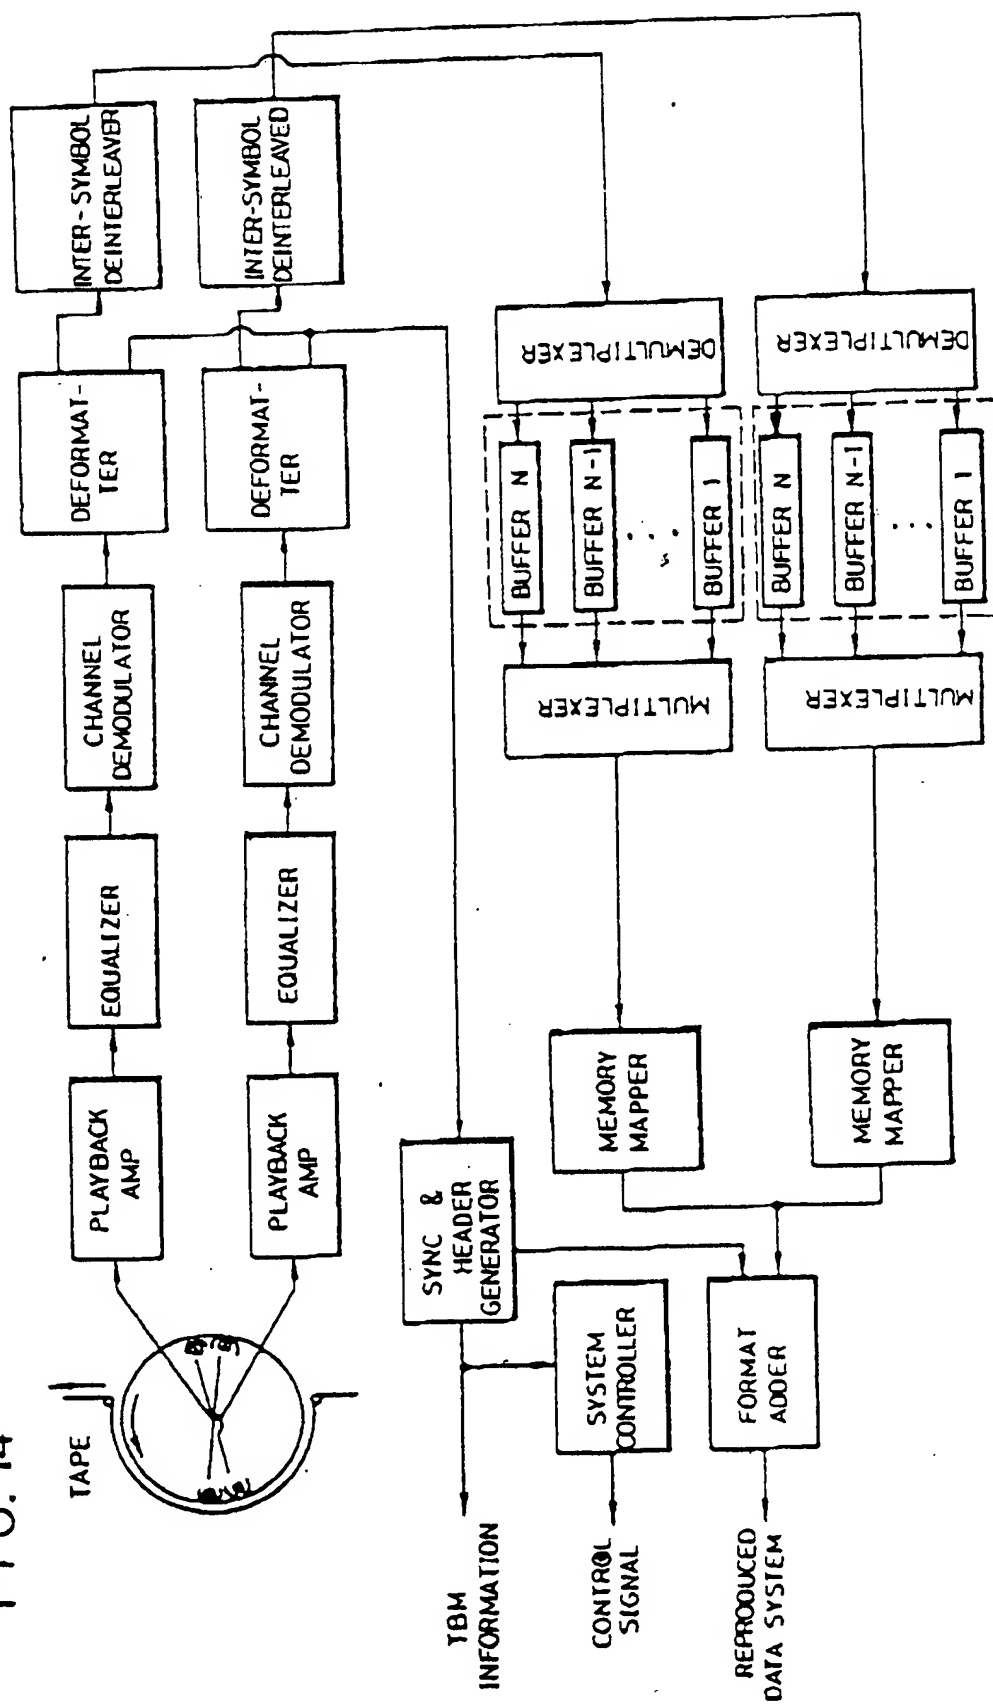 FIG. 14
TAPE
PLAYBACK
AMP
EQUALIZER
CHANNEL
DEMODULATOR
DEFORMAT-
TER
INTER-SYMBOL
DEINTERLEAVER
PLAYBACK
AMP
EQUALIZER
CHANNEL
DEMODULATOR
DEFORMAT-
TER
INTER-SYMBOL
DEINTERLEAVED
TBM
INFORMATION
SYNC &
HEADER
GENERATOR
CONTROL
SIGNAL
SYSTEM
CONTROLLER
REPRODUCED
DATA SYSTEM
FORMAT
ADDER
MEMORY
MAPPER
MULTIPLEXER
BUFFER N
BUFFER N-1
...
BUFFER 1
DEMULTIPLEXER
MEMORY
MAPPER
MULTIPLEXER
BUFFER N
BUFFER N-1
...
BUFFER 1
DEMULTIPLEXER